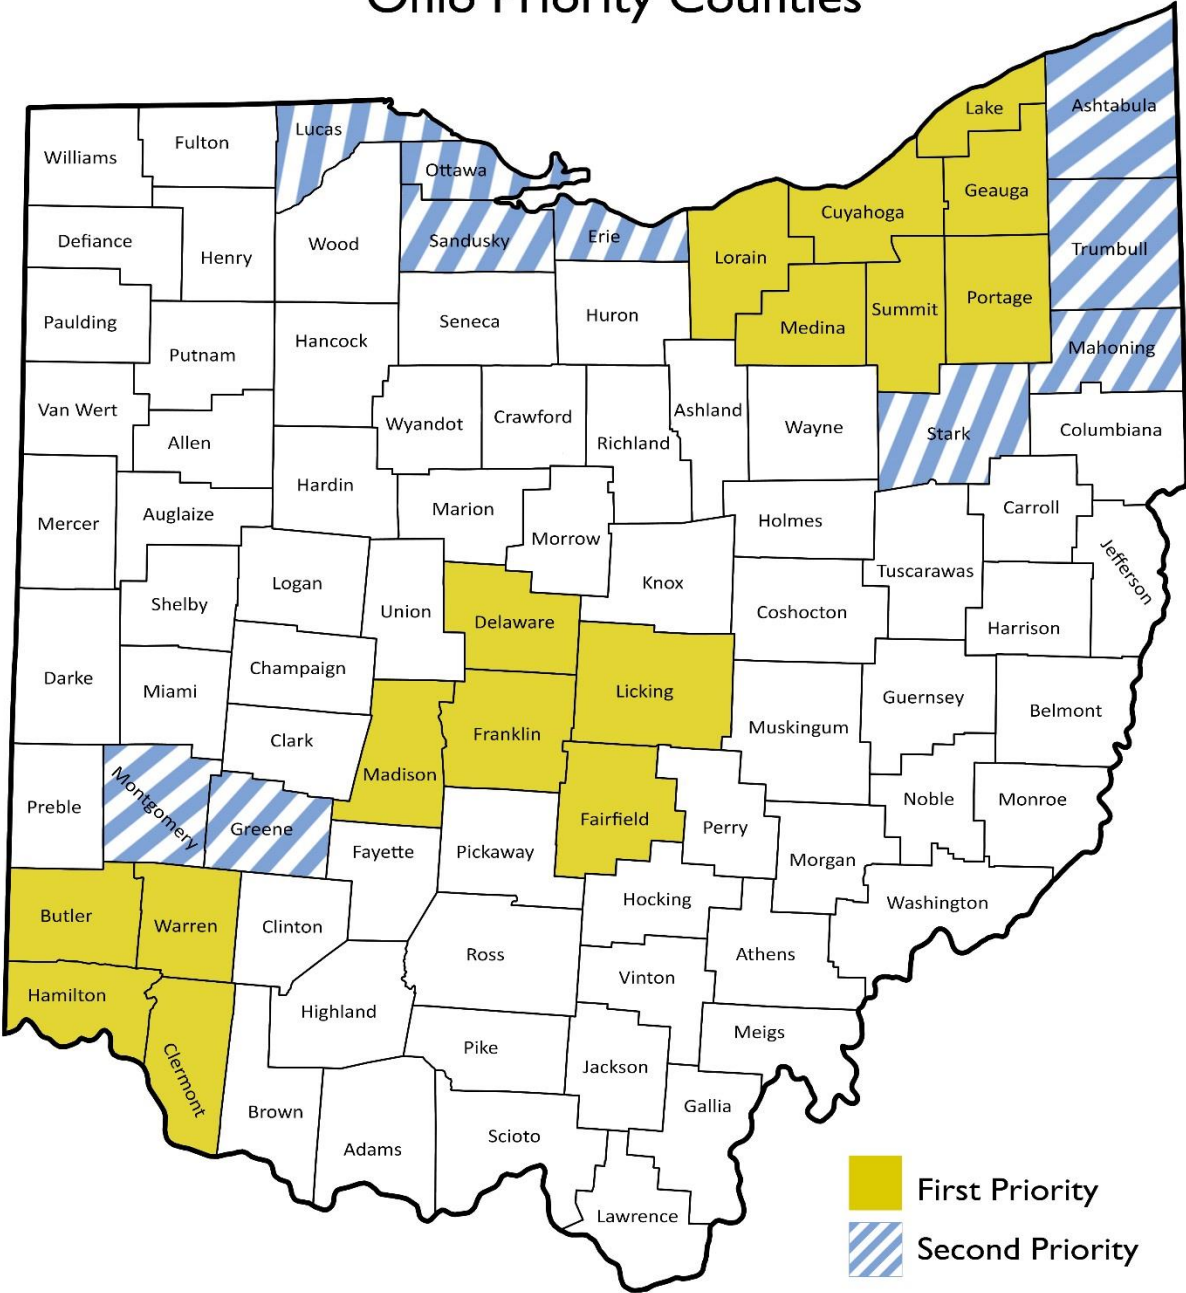 Ohio Priority Counties
Lake
Ashtabula
Williams
Fulton
Lucas
Ottawa
Geauga
Cuyahoga
Defiance
Henry
Wood
Sandusky
Erie
Lorain
Trumbull
Paulding
Putnam
Hancock
Seneca
Huron
Medina
Summit
Portage
Mahoning
Van Wert
Allen
Wyandot
Crawford
Richland
Ashland
Wayne
Stark
Columbiana
Mercer
Auglaize
Hardin
Marion
Morrow
Holmes
Carroll
Jefferson
Shelby
Logan
Union
Delaware
Knox
Coshocton
Tuscarawas
Harrison
Darke
Miami
Champaign
Licking
Guernsey
Belmont
Clark
Madison
Franklin
Muskingum
Preble
Montgomery
Greene
Fayette
Pickaway
Fairfield
Perry
Morgan
Noble
Monroe
Butler
Warren
Clinton
Hocking
Washington
Hamilton
Highland
Ross
Vinton
Athens
Clermont
Pike
Jackson
Meigs
Brown
Adams
Scioto
Gallia
Lawrence
First Priority
Second Priority